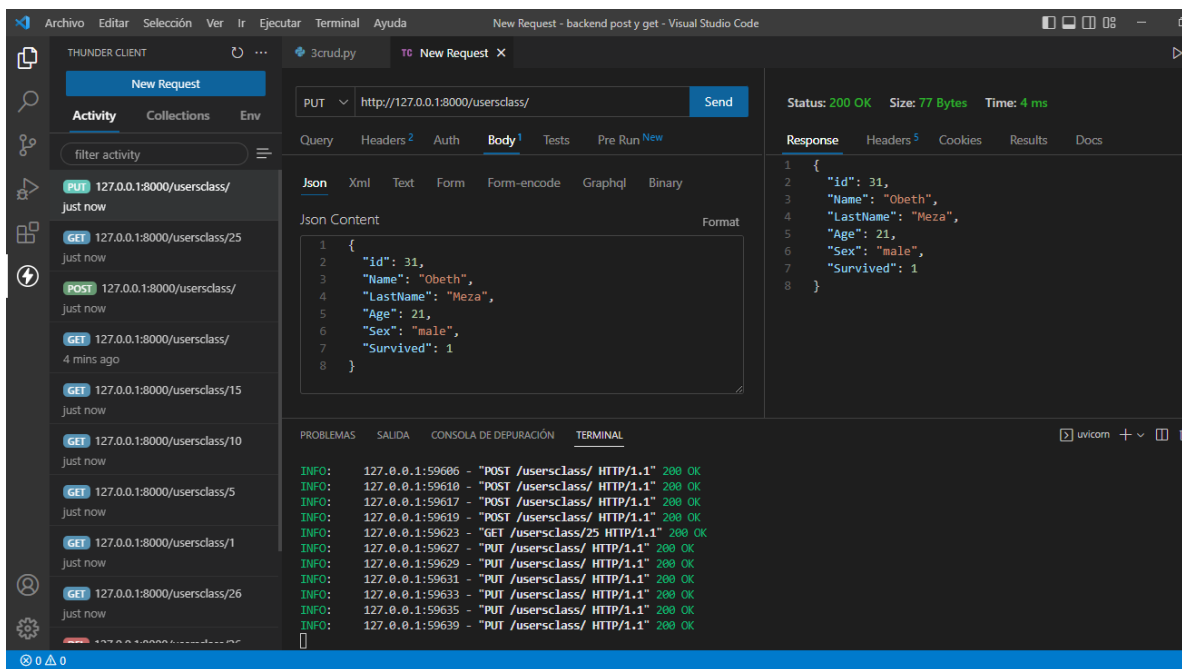 Archivo Editar Selección Ver Ir Ejecutar Terminal Ayuda New Request - backend post y get - Visual Studio Code
THUNDER CLIENT
New Request
Activity Collections Env
filter activity
PUT 127.0.0.1:8000/usersclass/
just now
GET 127.0.0.1:8000/usersclass/25
just now
POST 127.0.0.1:8000/usersclass/
just now
GET 127.0.0.1:8000/usersclass/
4 mins ago
GET 127.0.0.1:8000/usersclass/15
just now
GET 127.0.0.1:8000/usersclass/10
just now
GET 127.0.0.1:8000/usersclass/5
just now
GET 127.0.0.1:8000/usersclass/1
just now
GET 127.0.0.1:8000/usersclass/26
just now
3crud.py TC New Request
PUT http://127.0.0.1:8000/usersclass/ Send
Query Headers 2 Auth Body 1 Tests Pre Run New
Json Xml Text Form Form-encode Graphql Binary
Json Content Format
1 {
2 "id": 31,
3 "Name": "Obeth",
4 "LastName": "Meza",
5 "Age": 21,
6 "Sex": "male",
7 "Survived": 1
8 }
Status: 200 OK Size: 77 Bytes Time: 4 ms
Response Headers 5 Cookies Results Docs
1 {
2 "id": 31,
3 "Name": "Obeth",
4 "LastName": "Meza",
5 "Age": 21,
6 "Sex": "male",
7 "Survived": 1
8 }
PROBLEMAS SALIDA CONSOLA DE DEPURACIÓN TERMINAL uvicorn
INFO: 127.0.0.1:59606 - "POST /usersclass/ HTTP/1.1" 200 OK
INFO: 127.0.0.1:59610 - "POST /usersclass/ HTTP/1.1" 200 OK
INFO: 127.0.0.1:59617 - "POST /usersclass/ HTTP/1.1" 200 OK
INFO: 127.0.0.1:59619 - "POST /usersclass/ HTTP/1.1" 200 OK
INFO: 127.0.0.1:59623 - "GET /usersclass/25 HTTP/1.1" 200 OK
INFO: 127.0.0.1:59627 - "PUT /usersclass/ HTTP/1.1" 200 OK
INFO: 127.0.0.1:59629 - "PUT /usersclass/ HTTP/1.1" 200 OK
INFO: 127.0.0.1:59631 - "PUT /usersclass/ HTTP/1.1" 200 OK
INFO: 127.0.0.1:59633 - "PUT /usersclass/ HTTP/1.1" 200 OK
INFO: 127.0.0.1:59635 - "PUT /usersclass/ HTTP/1.1" 200 OK
INFO: 127.0.0.1:59639 - "PUT /usersclass/ HTTP/1.1" 200 OK
0 0